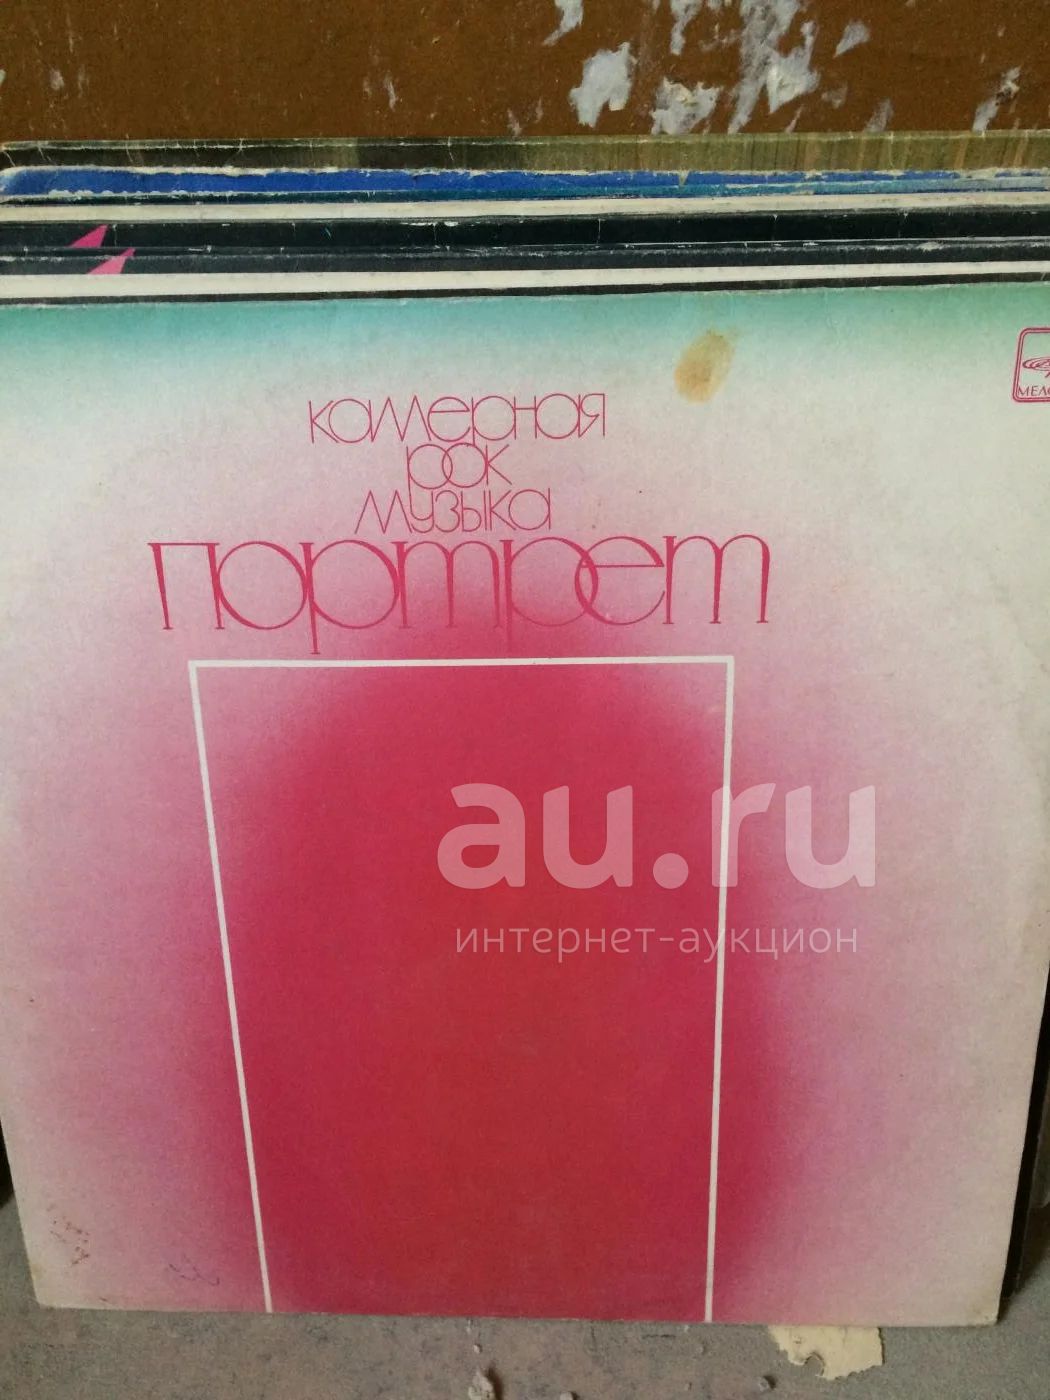 камерная
рок
музыка
портрет
au.ru
интернет-аукцион